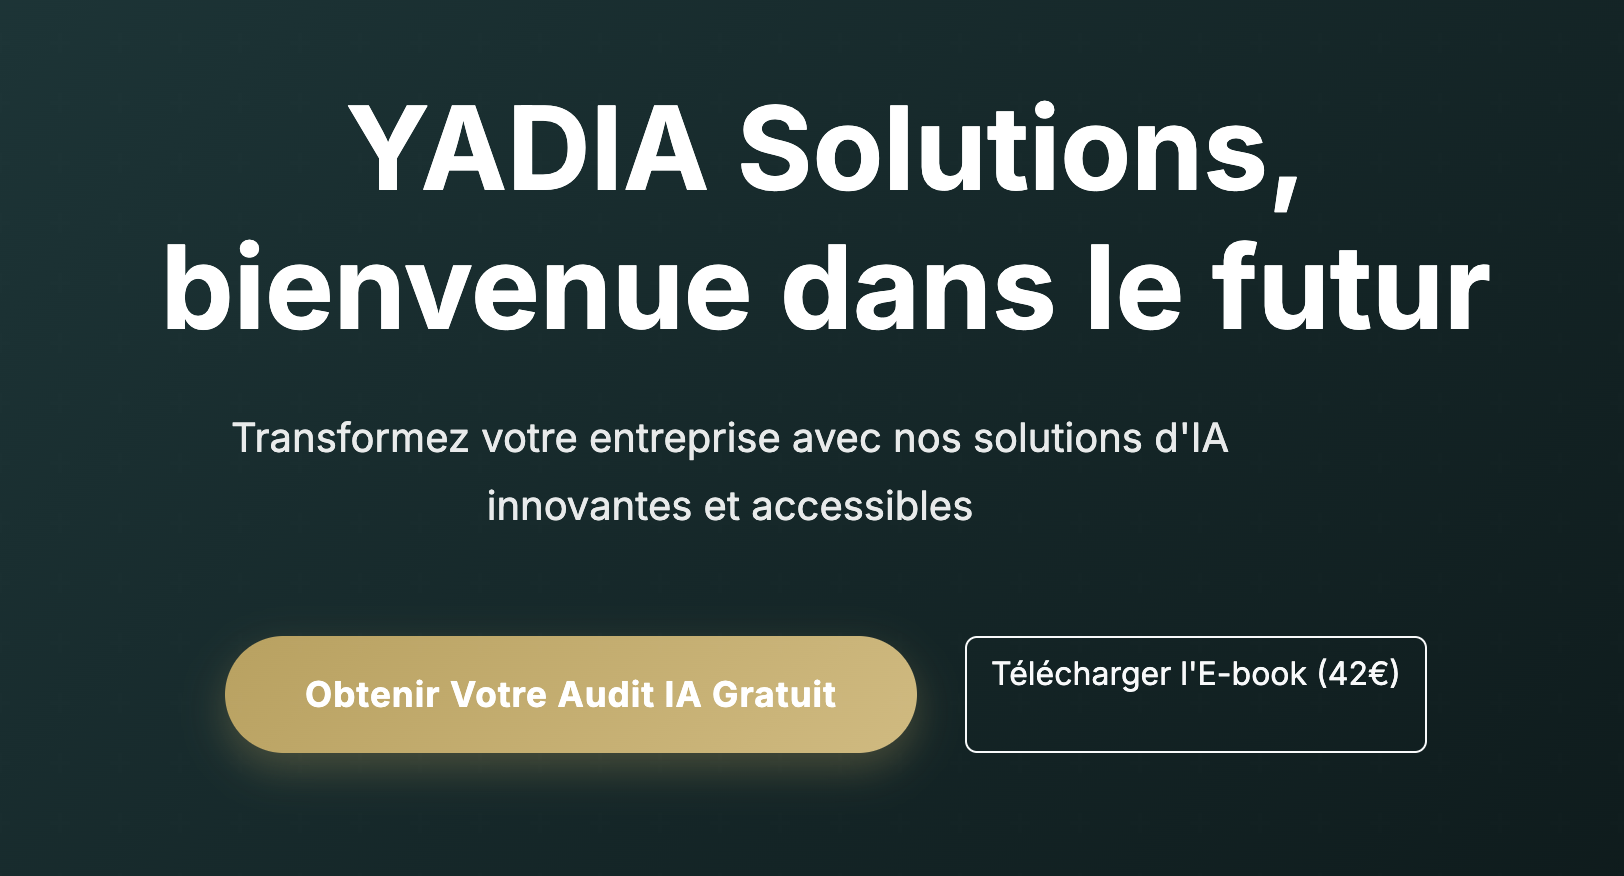 YADIA Solutions,
bienvenue dans le futur
Transformez votre entreprise avec nos solutions d'IA
innovantes et accessibles
Obtenir Votre Audit IA Gratuit
Télécharger l'E-book (42€)